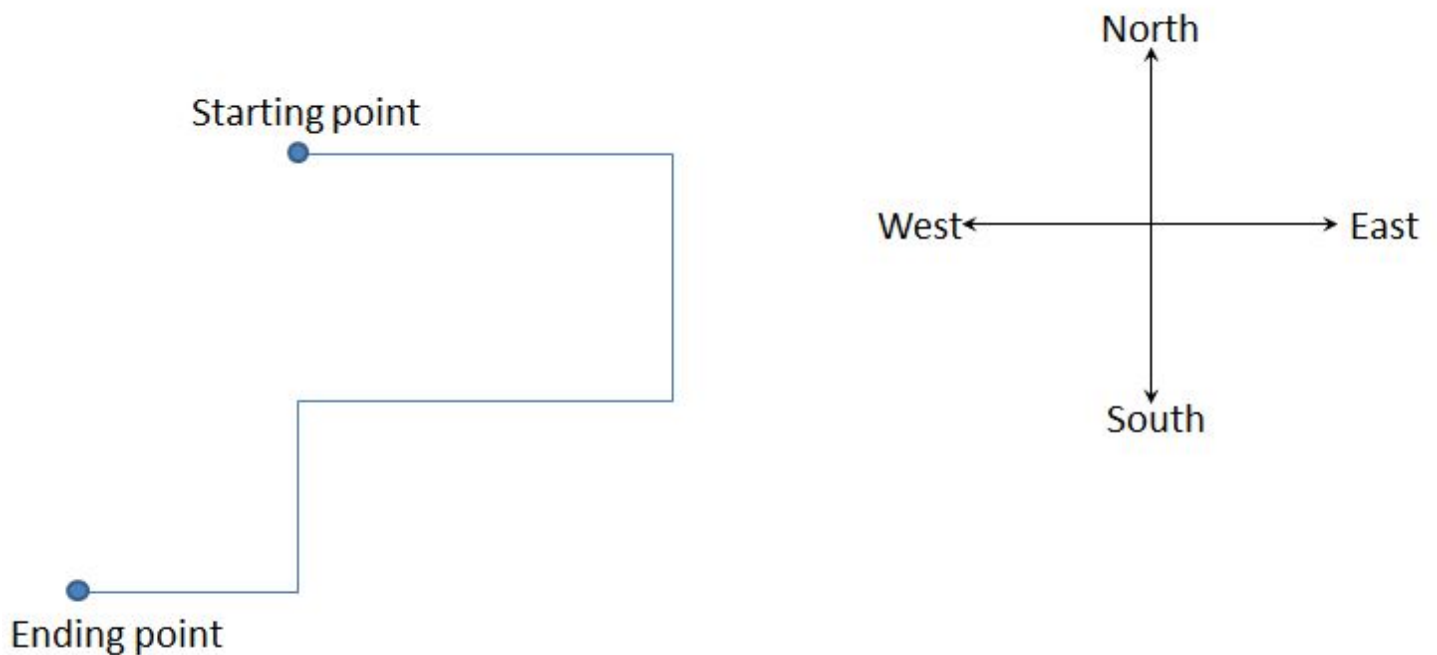 North
Starting point
West
East
South
Ending point